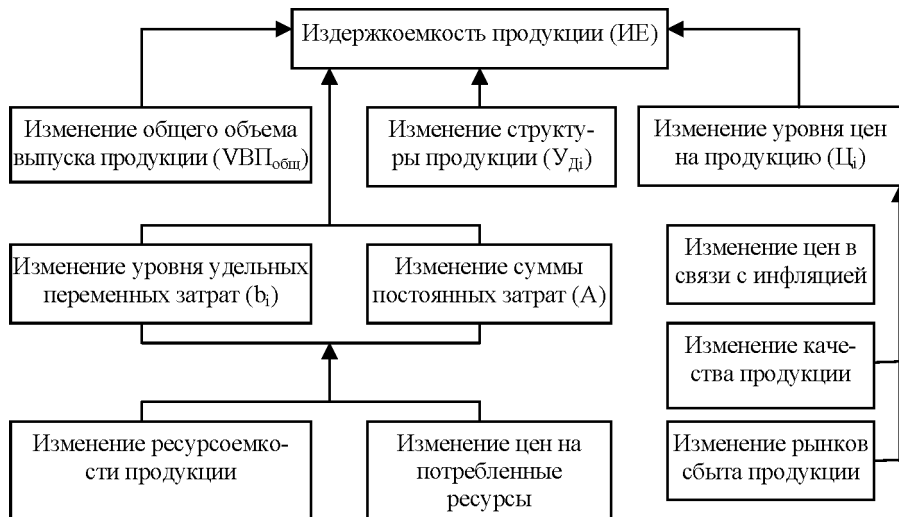 Издержкоемкость продукции (ИЕ)
Изменение общего объема
выпуска продукции (VВПобщ)
Изменение структу-
ры продукции (УДi)
Изменение уровня цен
на продукцию (Цi)
Изменение уровня удельных
переменных затрат (bi)
Изменение суммы
постоянных затрат (А)
Изменение цен в
связи с инфляцией
Изменение каче-
ства продукции
Изменение ресурсоемко-
сти продукции
Изменение цен на
потребленные
ресурсы
Изменение рынков
сбыта продукции